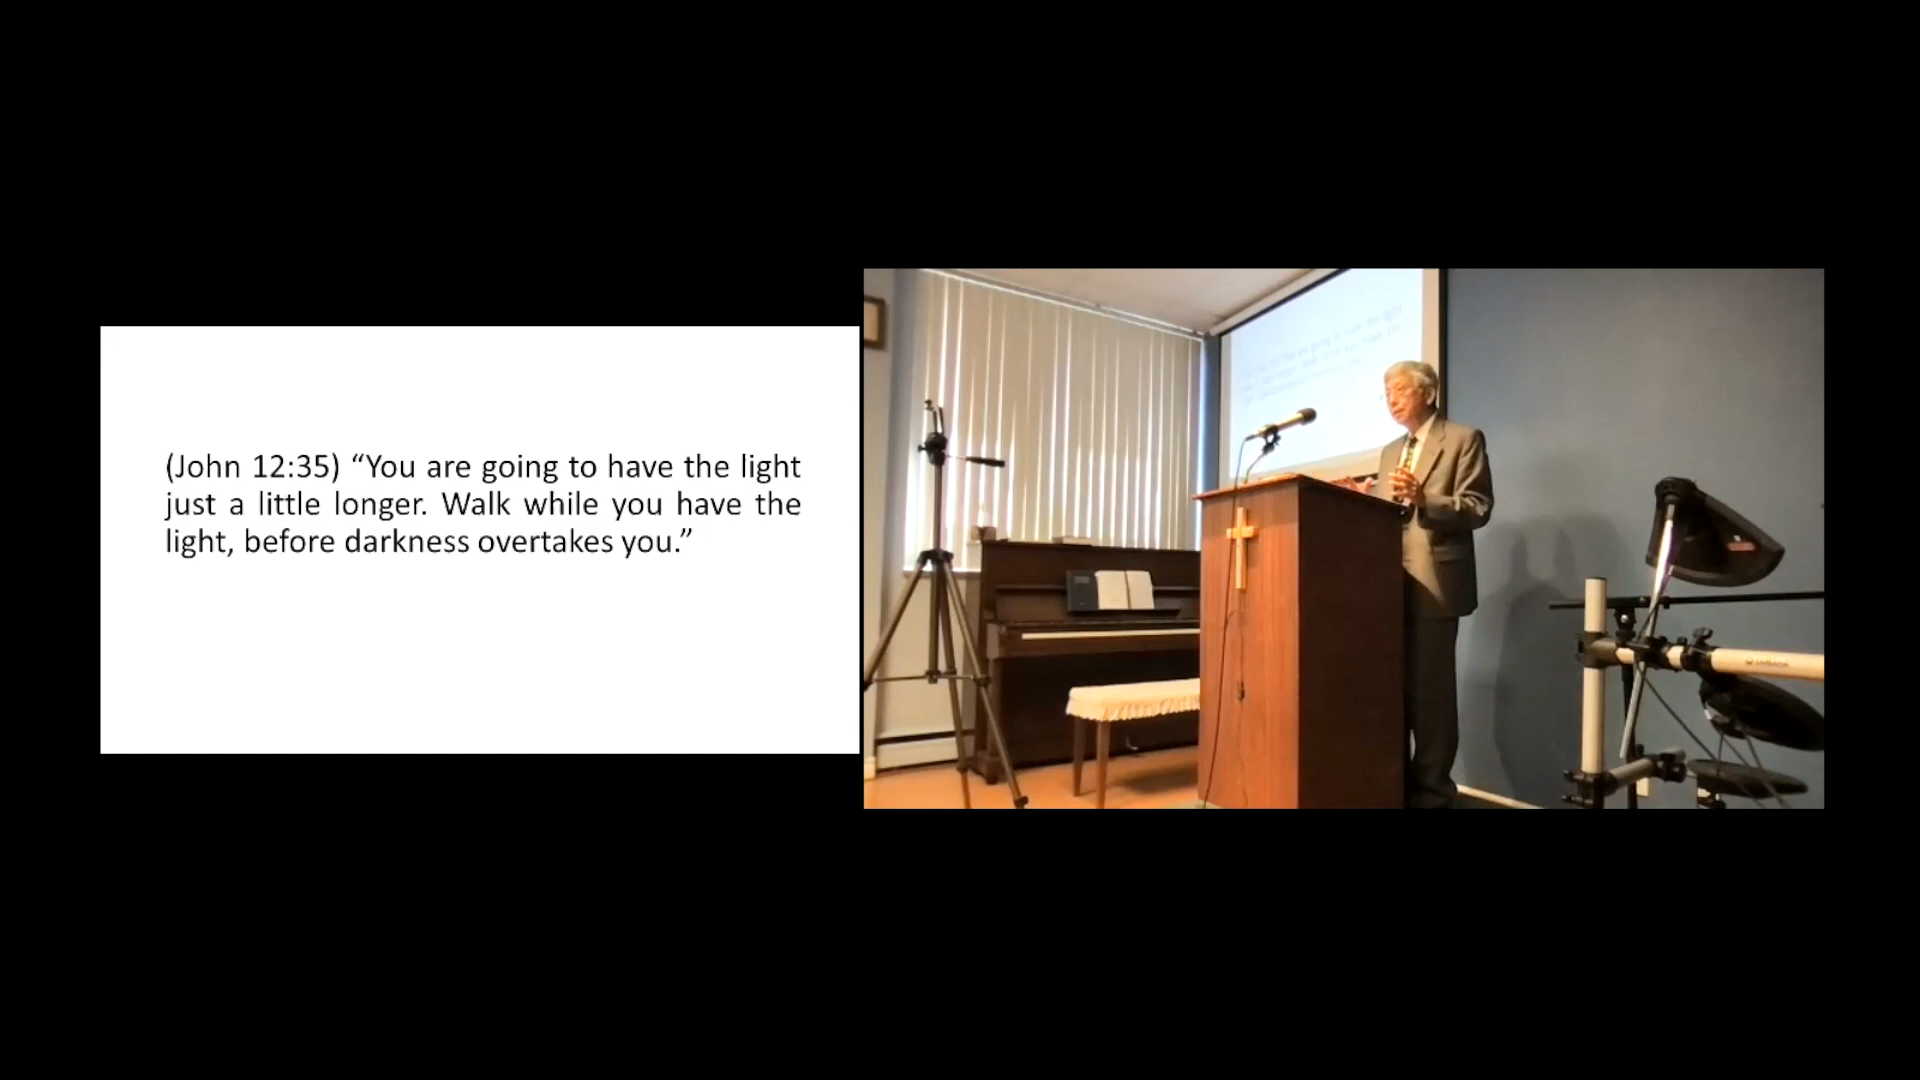 (John 12:35) “You are going to have the light
just a little longer. Walk while you have the
light, before darkness overtakes you.”